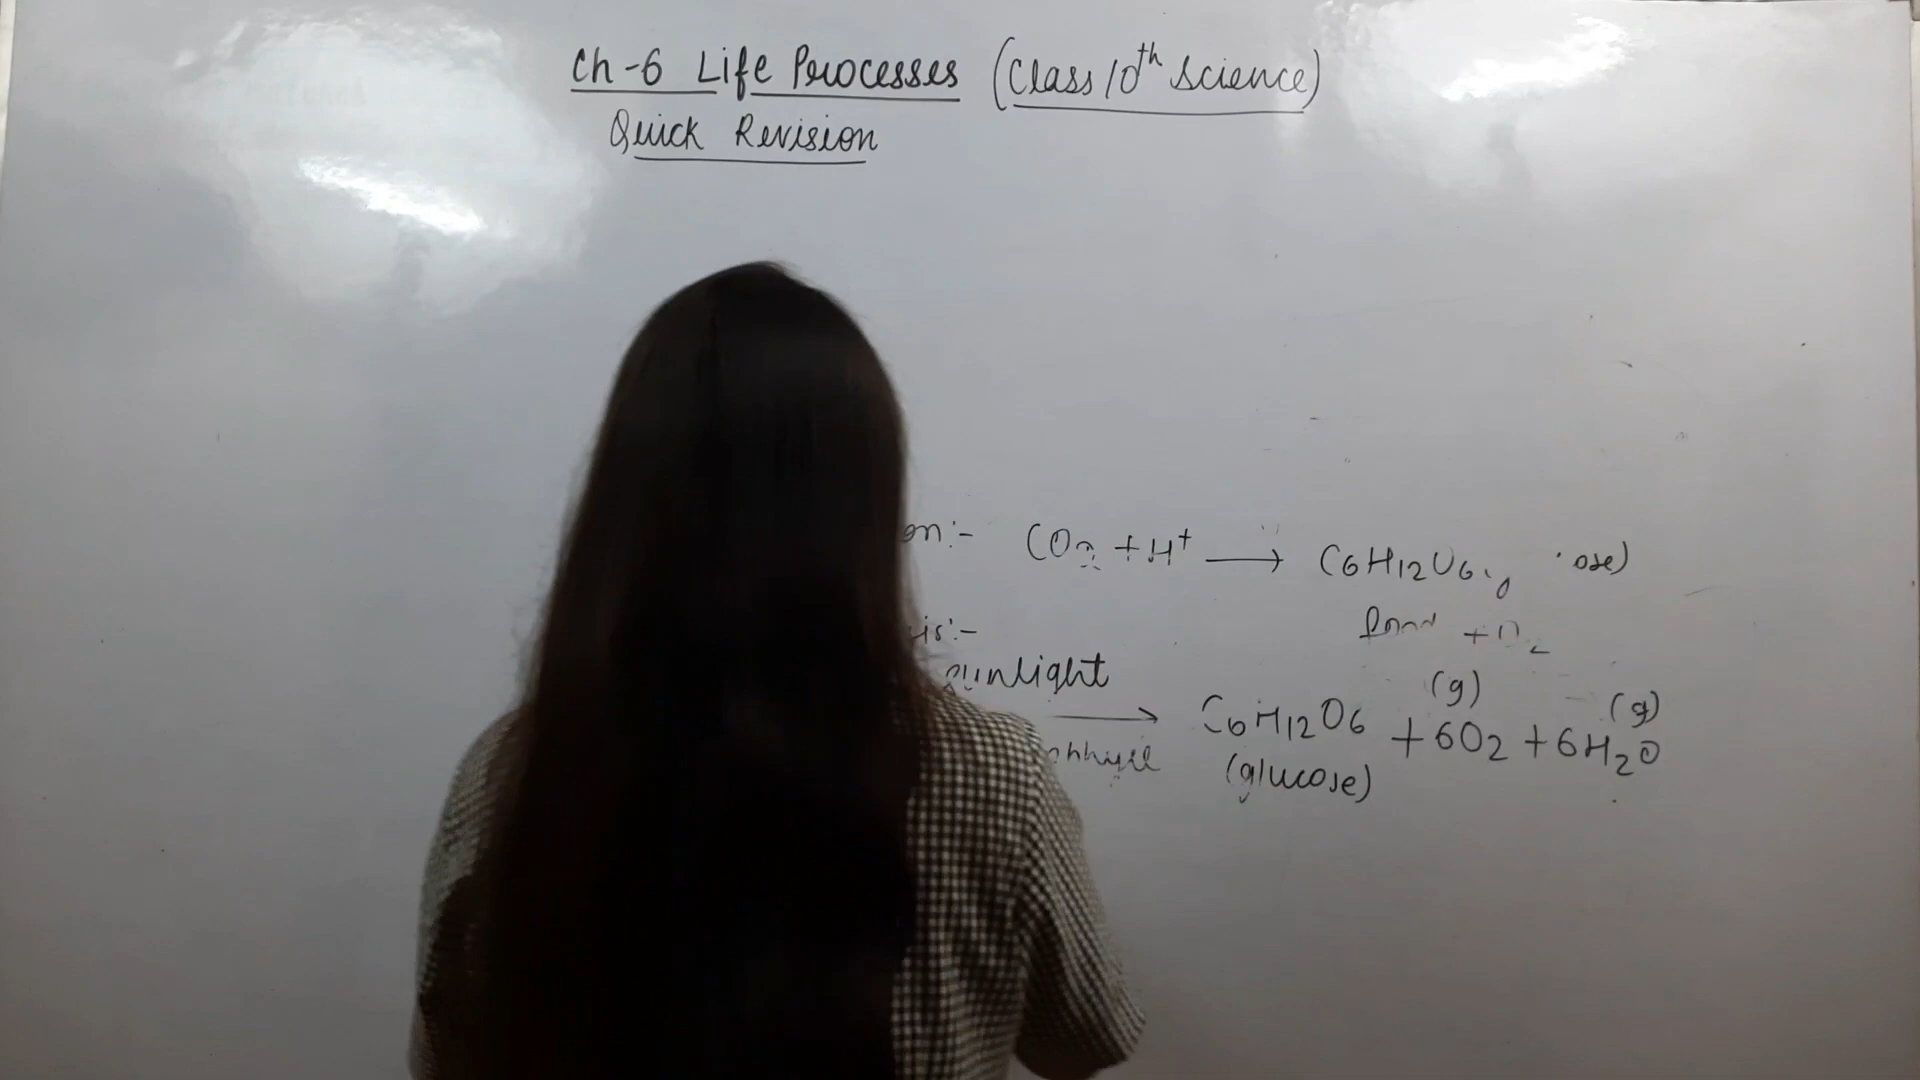 Ch-6 Life Processes (Class 10th Science)
Quick Revision
on:- CO2 + H+ → C6H12O6 ose)
is:- + O2
sunlight
(g) (g)
→ C6H12O6 + 6O2 + 6H2O
(glucose)